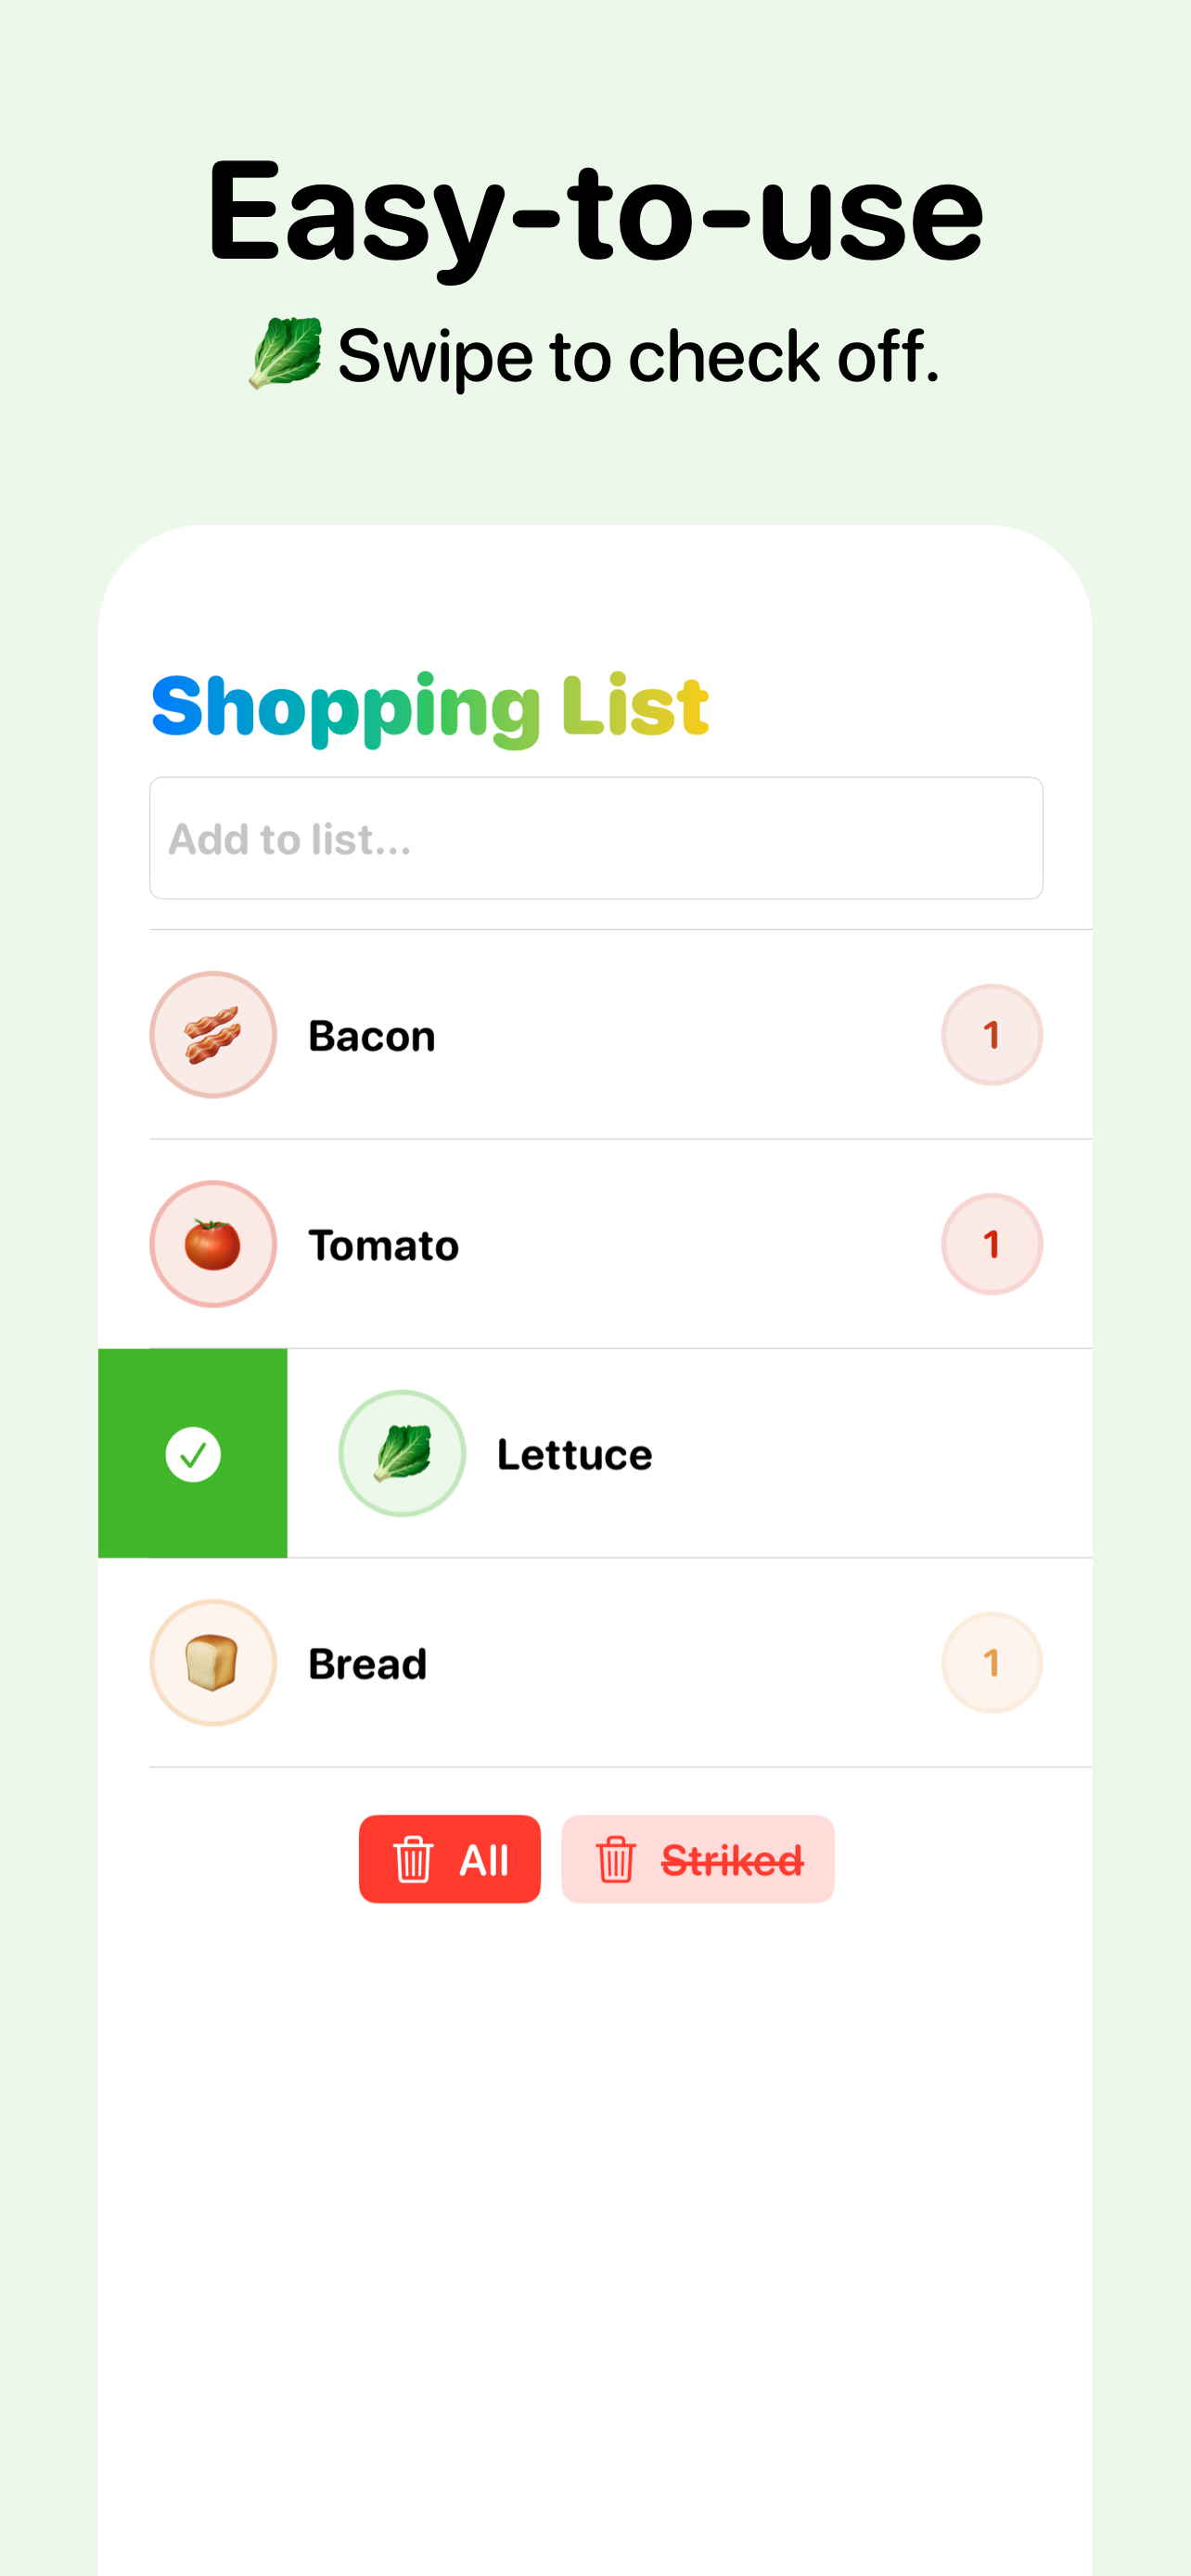 Easy-to-use
🥬 Swipe to check off.
Shopping List
Add to list...
Bacon 1
Tomato 1
Lettuce
Bread 1
All Striked